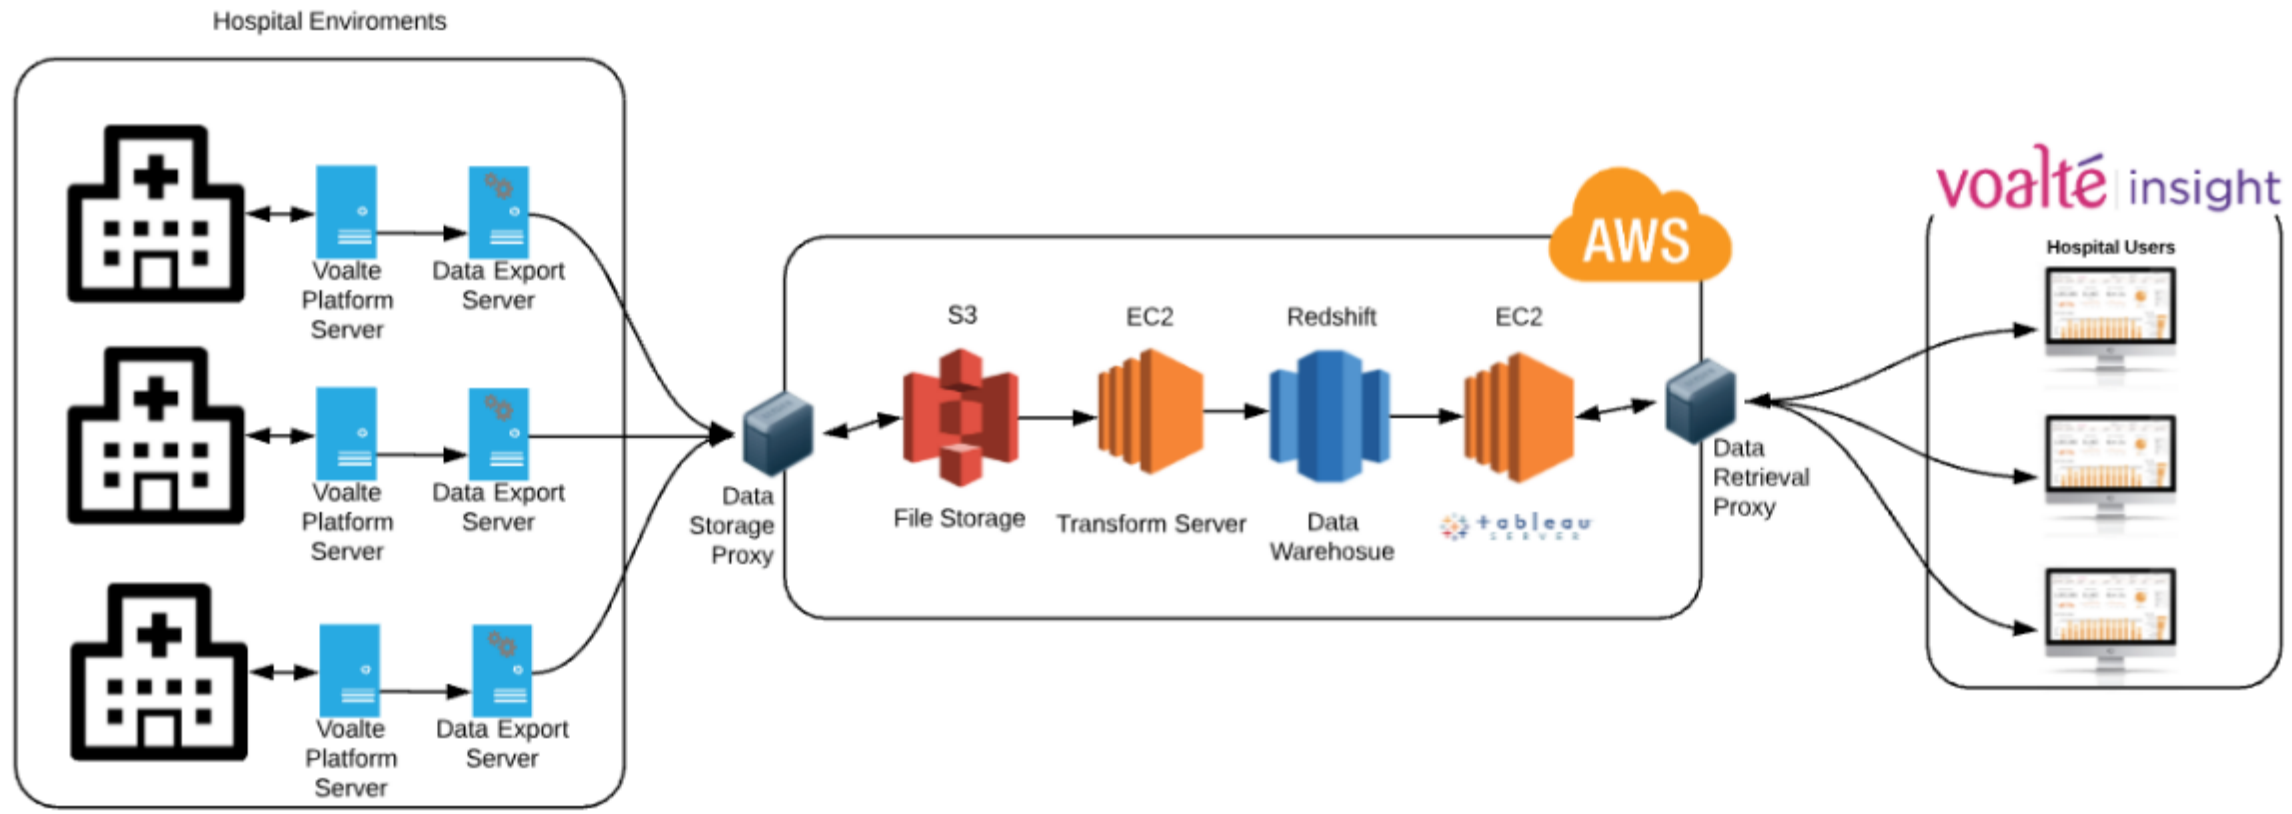 Hospital Enviroments
Voalte
Platform
Server
Data Export
Server
Voalte
Platform
Server
Data Export
Server
Voalte
Platform
Server
Data Export
Server
Data
Storage
Proxy
AWS
S3
File Storage
EC2
Transform Server
Redshift
Data
Warehosue
EC2
tableau
SERVER
Data
Retrieval
Proxy
voalté insight
Hospital Users